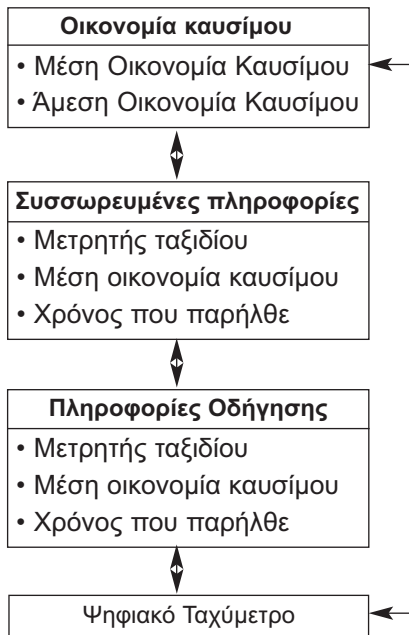 Οικονομία καυσίμου
• Μέση Οικονομία Καυσίμου
• Άμεση Οικονομία Καυσίμου
Συσσωρευμένες πληροφορίες
• Μετρητής ταξιδίου
• Μέση οικονομία καυσίμου
• Χρόνος που παρήλθε
Πληροφορίες Οδήγησης
• Μετρητής ταξιδίου
• Μέση οικονομία καυσίμου
• Χρόνος που παρήλθε
Ψηφιακό Ταχύμετρο